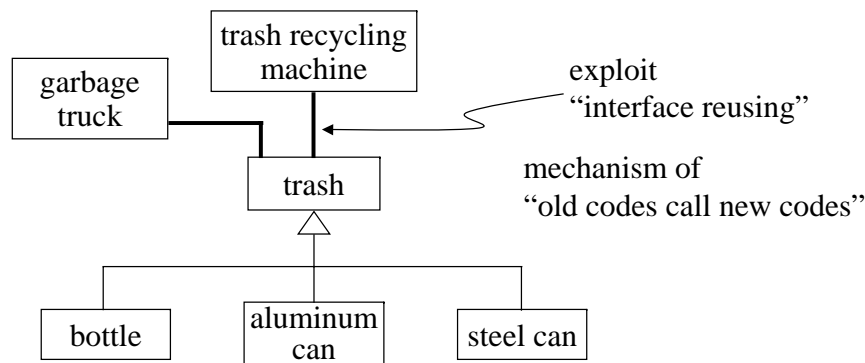 trash recycling
machine
garbage
truck
exploit
“interface reusing”
trash
mechanism of
“old codes call new codes”
bottle
aluminum
can
steel can